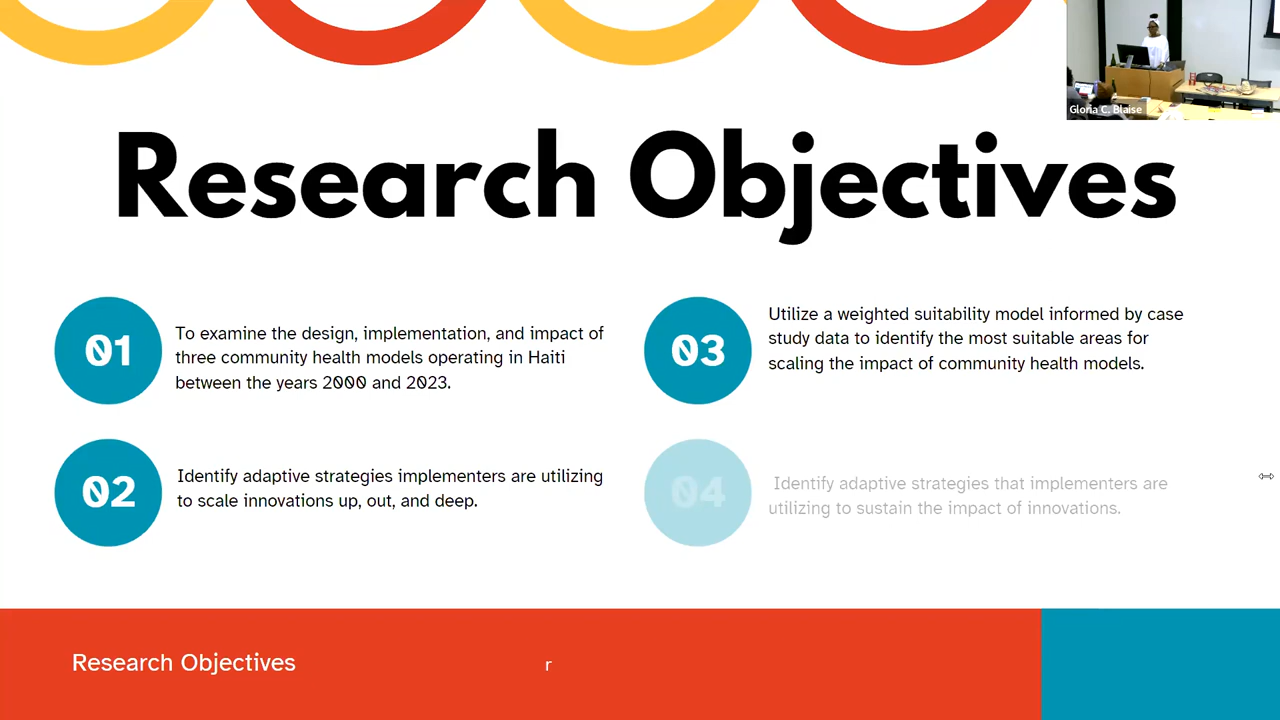 Gloria C. Blaise
Research Objectives
01
To examine the design, implementation, and impact of
three community health models operating in Haiti
between the years 2000 and 2023.
02
Identify adaptive strategies implementers are utilizing
to scale innovations up, out, and deep.
03
Utilize a weighted suitability model informed by case
study data to identify the most suitable areas for
scaling the impact of community health models.
04
Identify adaptive strategies that implementers are
utilizing to sustain the impact of innovations.
Research Objectives
r